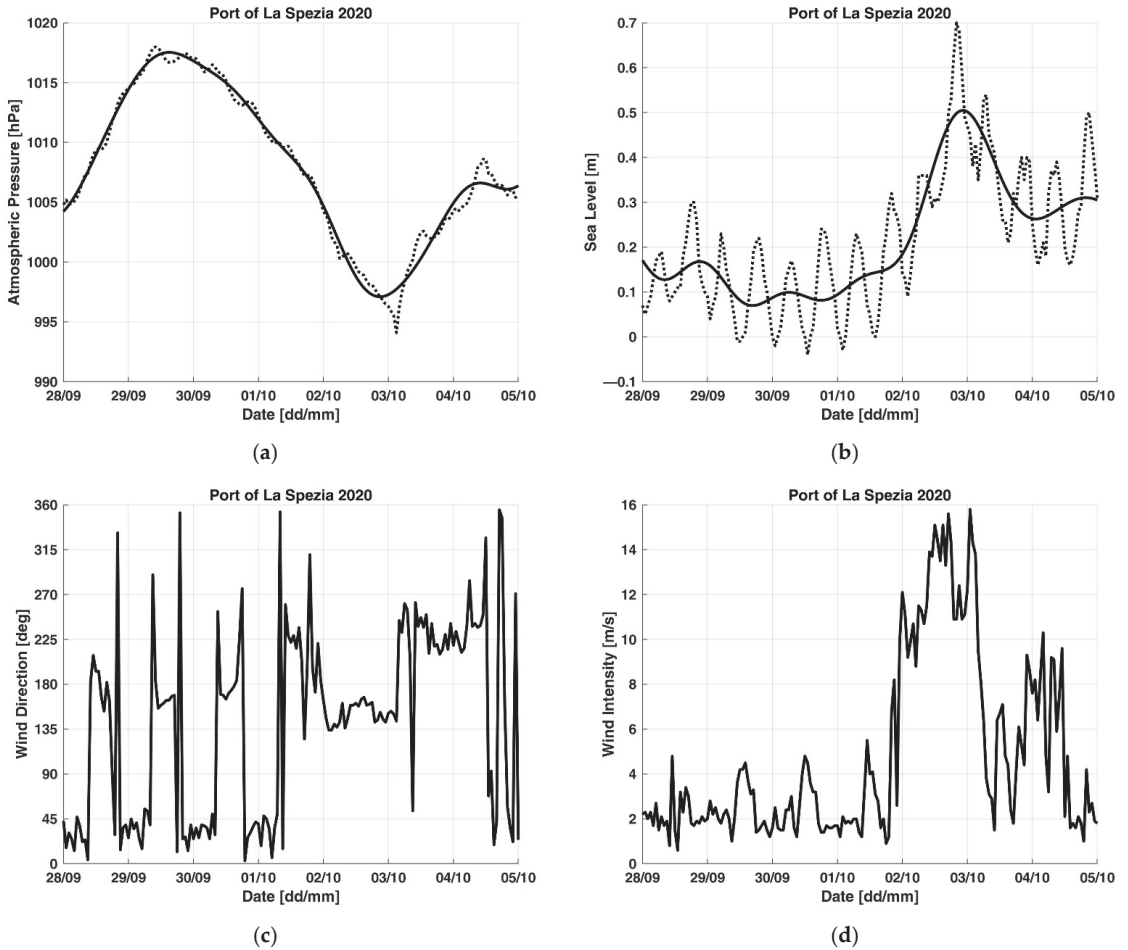 Port of La Spezia 2020
1020
1015
1010
1005
1000
995
990
Atmospheric Pressure [hPa]
28/09 29/09 30/09 01/10 02/10 03/10 04/10 05/10
Date [dd/mm]
(a)
Port of La Spezia 2020
0.7
0.6
0.5
0.4
0.3
0.2
0.1
0
—0.1
Sea Level [m]
28/09 29/09 30/09 01/10 02/10 03/10 04/10 05/10
Date [dd/mm]
(b)
Port of La Spezia 2020
360
315
270
225
180
135
90
45
0
Wind Direction [deg]
28/09 29/09 30/09 01/10 02/10 03/10 04/10 05/10
Date [dd/mm]
(c)
Port of La Spezia 2020
16
14
12
10
8
6
4
2
0
Wind Intensity [m/s]
28/09 29/09 30/09 01/10 02/10 03/10 04/10 05/10
Date [dd/mm]
(d)